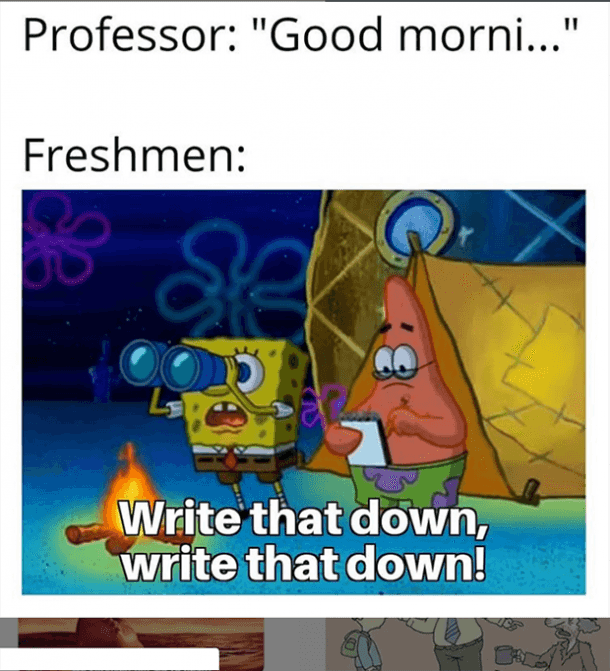 Professor: "Good morni..."
Freshmen:
Write that down,
write that down!